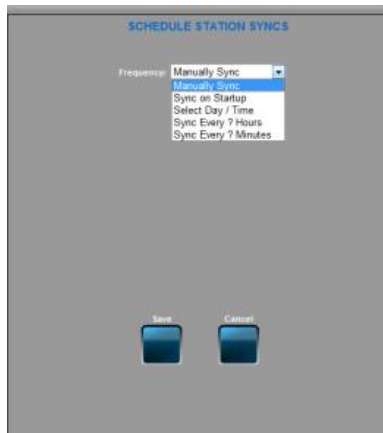 SCHEDULE STATION SYNCS
Frequency: Manually Sync
Manually Sync
Sync on Startup
Select Day / Time
Sync Every ? Hours
Sync Every ? Minutes
Save Cancel